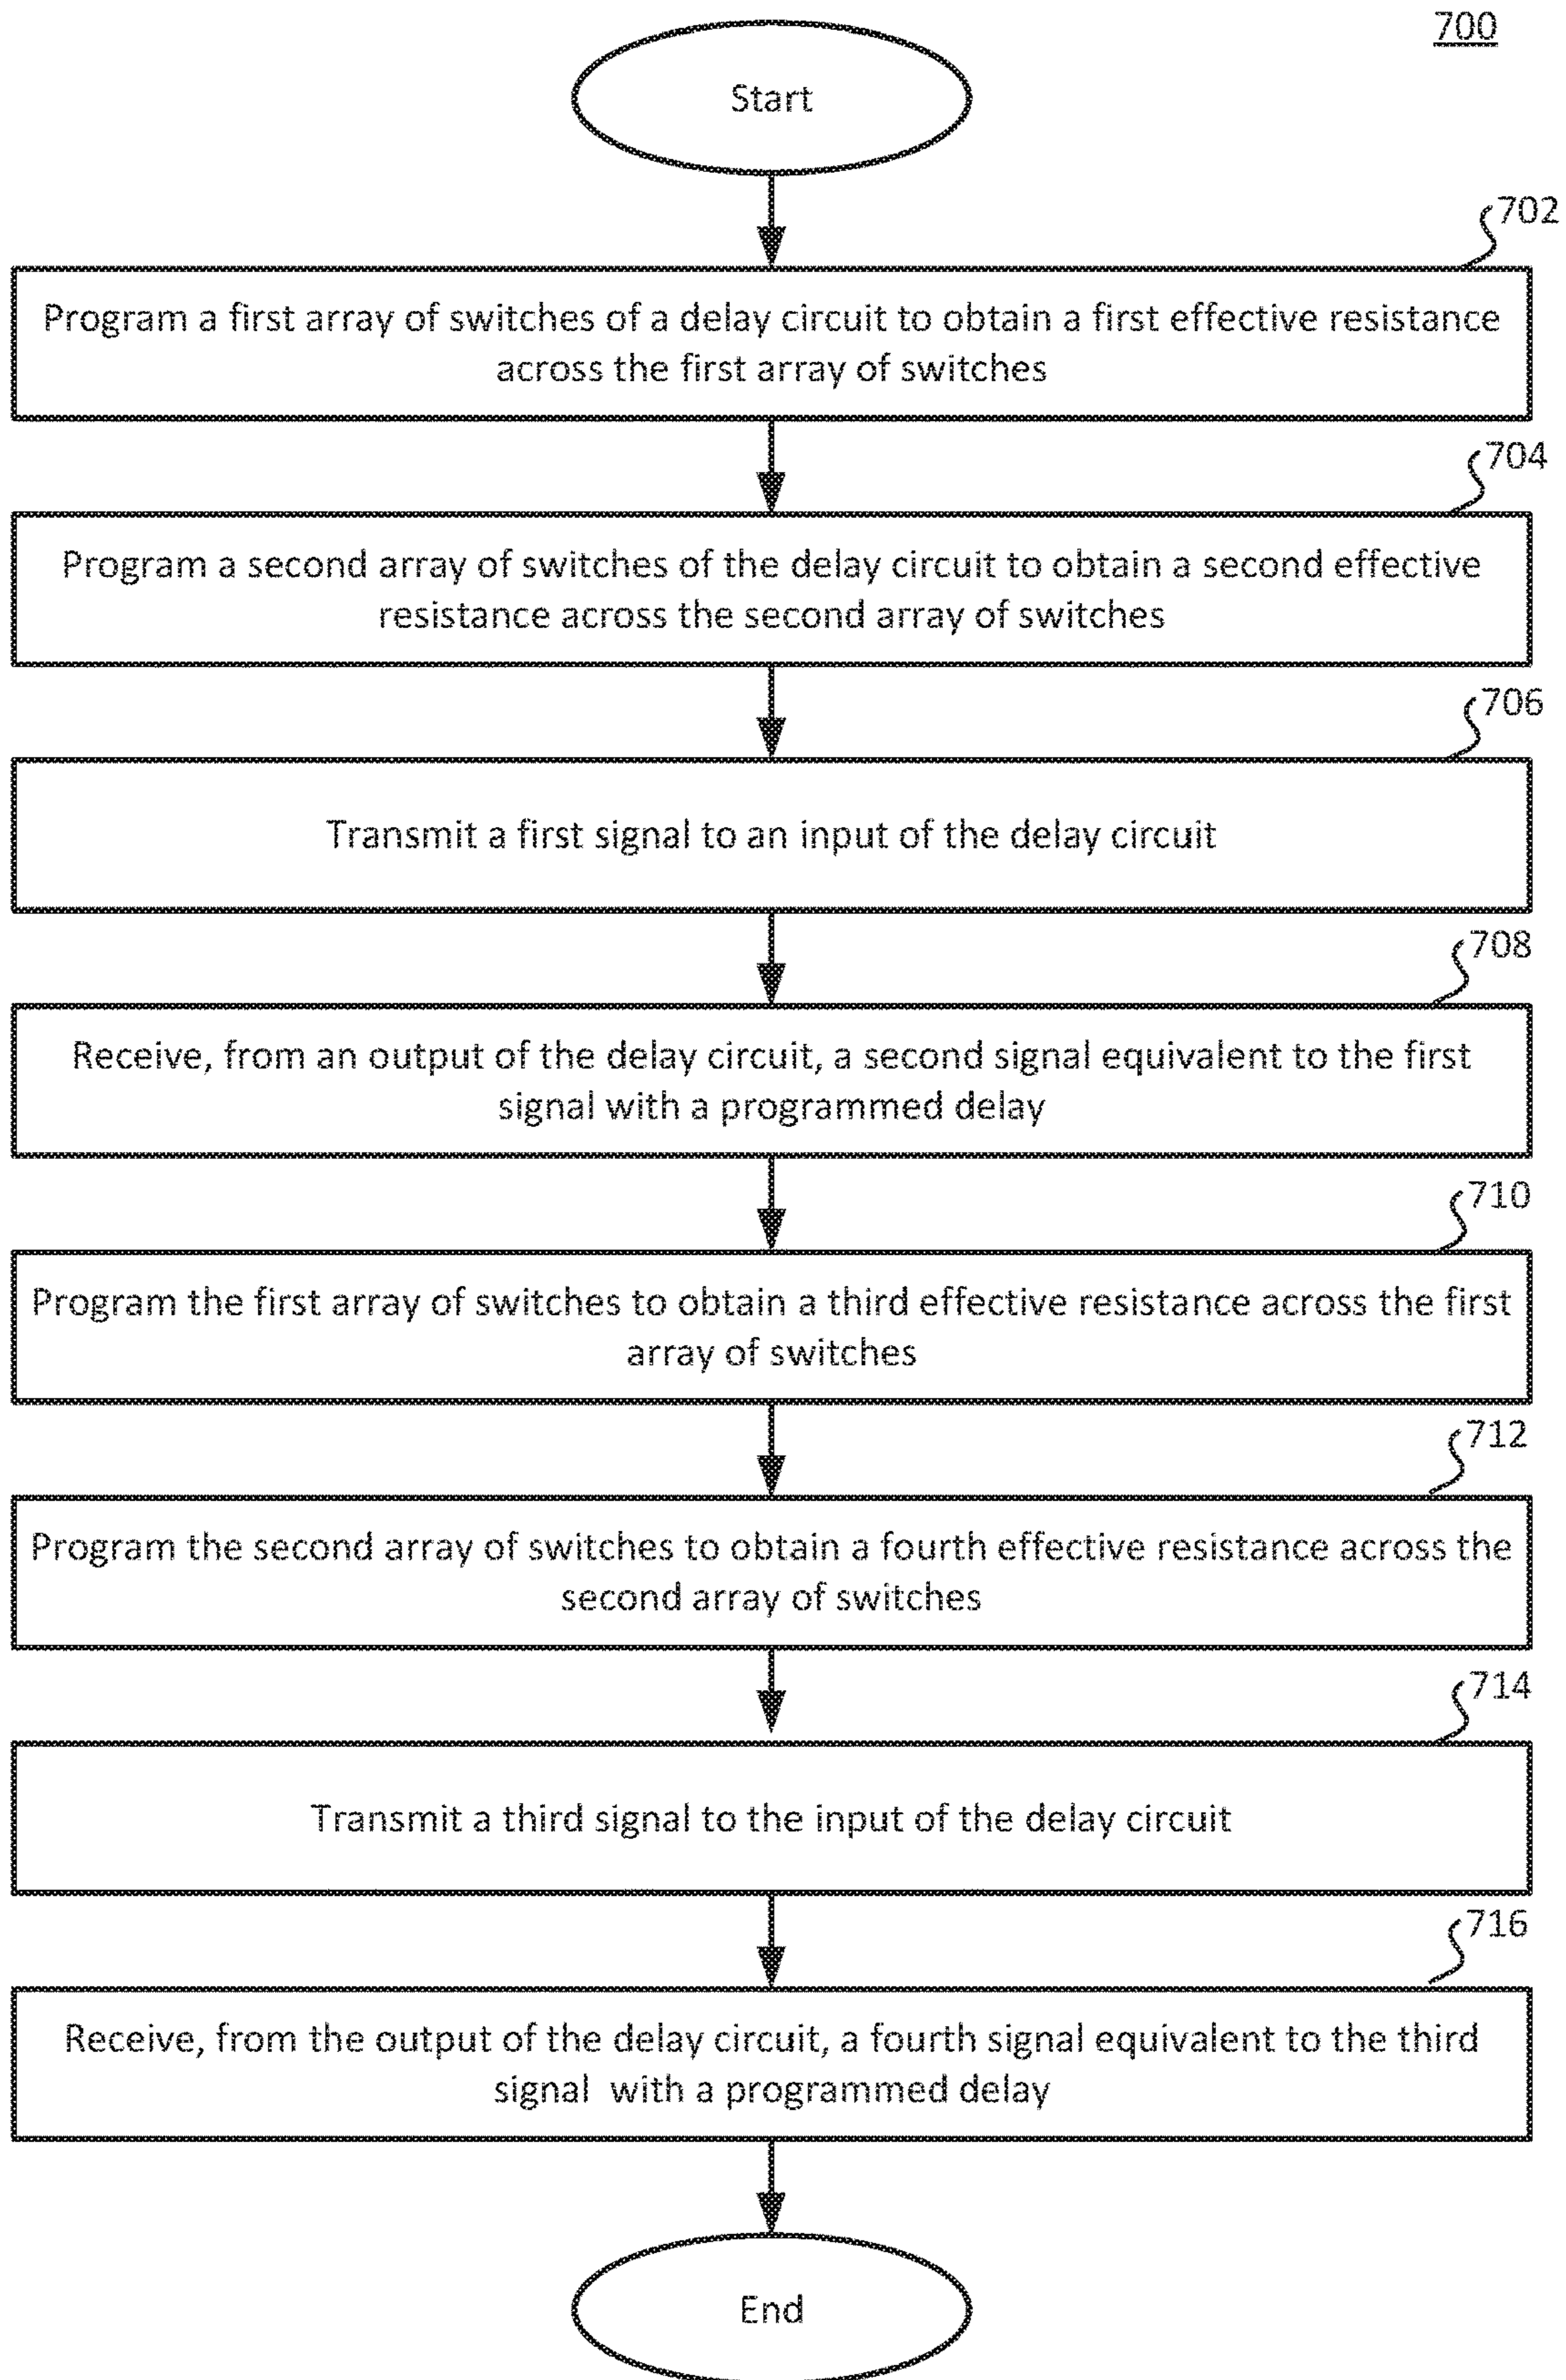 700
Start
702
Program a first array of switches of a delay circuit to obtain a first effective resistance
across the first array of switches
704
Program a second array of switches of the delay circuit to obtain a second effective
resistance across the second array of switches
706
Transmit a first signal to an input of the delay circuit
708
Receive, from an output of the delay circuit, a second signal equivalent to the first
signal with a programmed delay
710
Program the first array of switches to obtain a third effective resistance across the first
array of switches
712
Program the second array of switches to obtain a fourth effective resistance across the
second array of switches
714
Transmit a third signal to the input of the delay circuit
716
Receive, from the output of the delay circuit, a fourth signal equivalent to the third
signal with a programmed delay
End